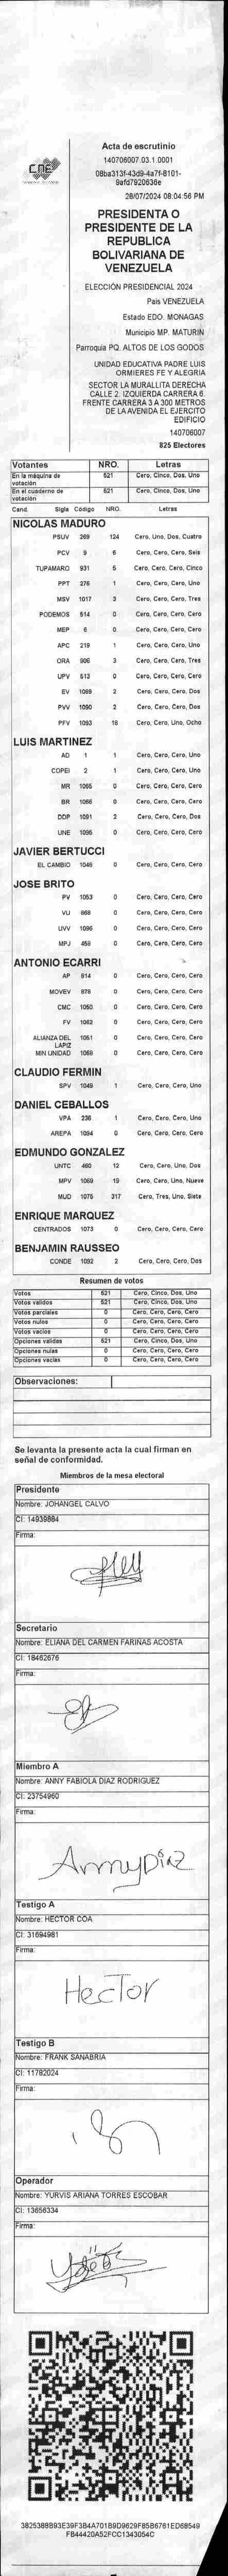 CNE
Acta de escrutinio
140706007.03.1.0001
08ba313f-43d9-4a7f-8101-
9afd7920636e
28/07/2024 08:04:56 PM
PRESIDENTA O
PRESIDENTE DE LA
REPUBLICA
BOLIVARIANA DE
VENEZUELA
ELECCIÓN PRESIDENCIAL 2024
País VENEZUELA
Estado EDO. MONAGAS
Municipio MP. MATURIN
Parroquia PQ. ALTOS DE LOS GODOS
UNIDAD EDUCATIVA PADRE LUIS
ORMIERES FE Y ALEGRIA
SECTOR LA MURALLITA DERECHA
CALLE 2. IZQUIERDA CARRERA 6.
FRENTE CARRERA 3 A 300 METROS
DE LA AVENIDA EL EJERCITO
EDIFICIO
140706007
825 Electores
Votantes NRO. Letras
En la máquina de votación 521 Cero, Cinco, Dos, Uno
En el cuaderno de votación 521 Cero, Cinco, Dos, Uno
Cand. Sigla Código NRO. Letras
NICOLAS MADURO
PSUV 269 124 Cero, Uno, Dos, Cuatro
PCV 9 6 Cero, Cero, Cero, Seis
TUPAMARO 931 5 Cero, Cero, Cero, Cinco
PPT 276 1 Cero, Cero, Cero, Uno
MSV 1017 3 Cero, Cero, Cero, Tres
PODEMOS 514 0 Cero, Cero, Cero, Cero
MEP 6 0 Cero, Cero, Cero, Cero
APC 219 1 Cero, Cero, Cero, Uno
ORA 906 3 Cero, Cero, Cero, Tres
UPV 513 0 Cero, Cero, Cero, Cero
EV 1089 2 Cero, Cero, Cero, Dos
PVV 1090 2 Cero, Cero, Cero, Dos
PFV 1093 18 Cero, Cero, Uno, Ocho
LUIS MARTINEZ
AD 1 1 Cero, Cero, Cero, Uno
COPEI 2 1 Cero, Cero, Cero, Uno
MR 1055 0 Cero, Cero, Cero, Cero
BR 1066 0 Cero, Cero, Cero, Cero
DDP 1091 2 Cero, Cero, Cero, Dos
UNE 1095 0 Cero, Cero, Cero, Cero
JAVIER BERTUCCI
EL CAMBIO 1046 0 Cero, Cero, Cero, Cero
JOSE BRITO
PV 1053 0 Cero, Cero, Cero, Cero
VU 868 0 Cero, Cero, Cero, Cero
UVV 1096 0 Cero, Cero, Cero, Cero
MPJ 458 0 Cero, Cero, Cero, Cero
ANTONIO ECARRI
AP 814 0 Cero, Cero, Cero, Cero
MOVEV 878 0 Cero, Cero, Cero, Cero
CMC 1050 0 Cero, Cero, Cero, Cero
FV 1062 0 Cero, Cero, Cero, Cero
ALIANZA DEL LAPIZ 1051 0 Cero, Cero, Cero, Cero
MIN UNIDAD 1058 0 Cero, Cero, Cero, Cero
CLAUDIO FERMIN
SPV 1049 1 Cero, Cero, Cero, Uno
DANIEL CEBALLOS
VPA 236 1 Cero, Cero, Cero, Uno
AREPA 1094 0 Cero, Cero, Cero, Cero
EDMUNDO GONZALEZ
UNTC 460 12 Cero, Cero, Uno, Dos
MPV 1069 19 Cero, Cero, Uno, Nueve
MUD 1075 317 Cero, Tres, Uno, Siete
ENRIQUE MARQUEZ
CENTRADOS 1073 0 Cero, Cero, Cero, Cero
BENJAMIN RAUSSEO
CONDE 1092 2 Cero, Cero, Cero, Dos
Resumen de votos
Votos 521 Cero, Cinco, Dos, Uno
Votos válidos 521 Cero, Cinco, Dos, Uno
Votos parciales 0 Cero, Cero, Cero, Cero
Votos nulos 0 Cero, Cero, Cero, Cero
Votos vacíos 0 Cero, Cero, Cero, Cero
Opciones válidas 521 Cero, Cinco, Dos, Uno
Opciones nulas 0 Cero, Cero, Cero, Cero
Opciones vacías 0 Cero, Cero, Cero, Cero
Observaciones:
Se levanta la presente acta la cual firman en
señal de conformidad.
Miembros de la mesa electoral
Presidente
Nombre: JOHANGEL CALVO
CI: 14939884
Firma:
Secretario
Nombre: ELIANA DEL CARMEN FARINAS ACOSTA
CI: 18462676
Firma:
Miembro A
Nombre: ANNY FABIOLA DIAZ RODRIGUEZ
CI: 23754960
Firma:
Anny Díaz
Testigo A
Nombre: HECTOR COA
CI: 31694981
Firma:
Hector
Testigo B
Nombre: FRANK SANABRIA
CI: 11782024
Firma:
Operador
Nombre: YURVIS ARIANA TORRES ESCOBAR
CI: 13656334
Firma:
3825388B93E39F3B4A701B9D9629F85B6761ED68549
FB44420A52FCC1343054C